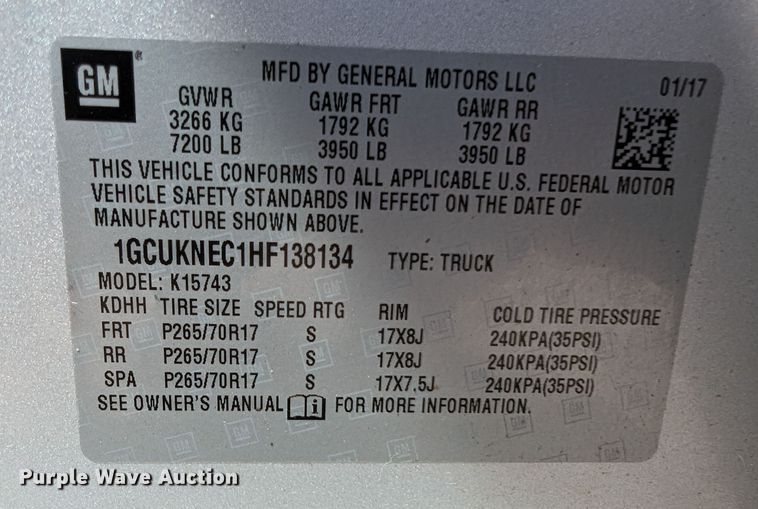 GM
MFD BY GENERAL MOTORS LLC 01/17
GVWR GAWR FRT GAWR RR
3266 KG 1792 KG 1792 KG
7200 LB 3950 LB 3950 LB
THIS VEHICLE CONFORMS TO ALL APPLICABLE U.S. FEDERAL MOTOR
VEHICLE SAFETY STANDARDS IN EFFECT ON THE DATE OF
MANUFACTURE SHOWN ABOVE.
1GCUKNEC1HF138134 TYPE: TRUCK
MODEL: K15743
KDHH TIRE SIZE SPEED RTG RIM COLD TIRE PRESSURE
FRT P265/70R17 S 17X8J 240KPA(35PSI)
RR P265/70R17 S 17X8J 240KPA(35PSI)
SPA P265/70R17 S 17X7.5J 240KPA(35PSI)
SEE OWNER'S MANUAL i FOR MORE INFORMATION.
Purple Wave Auction